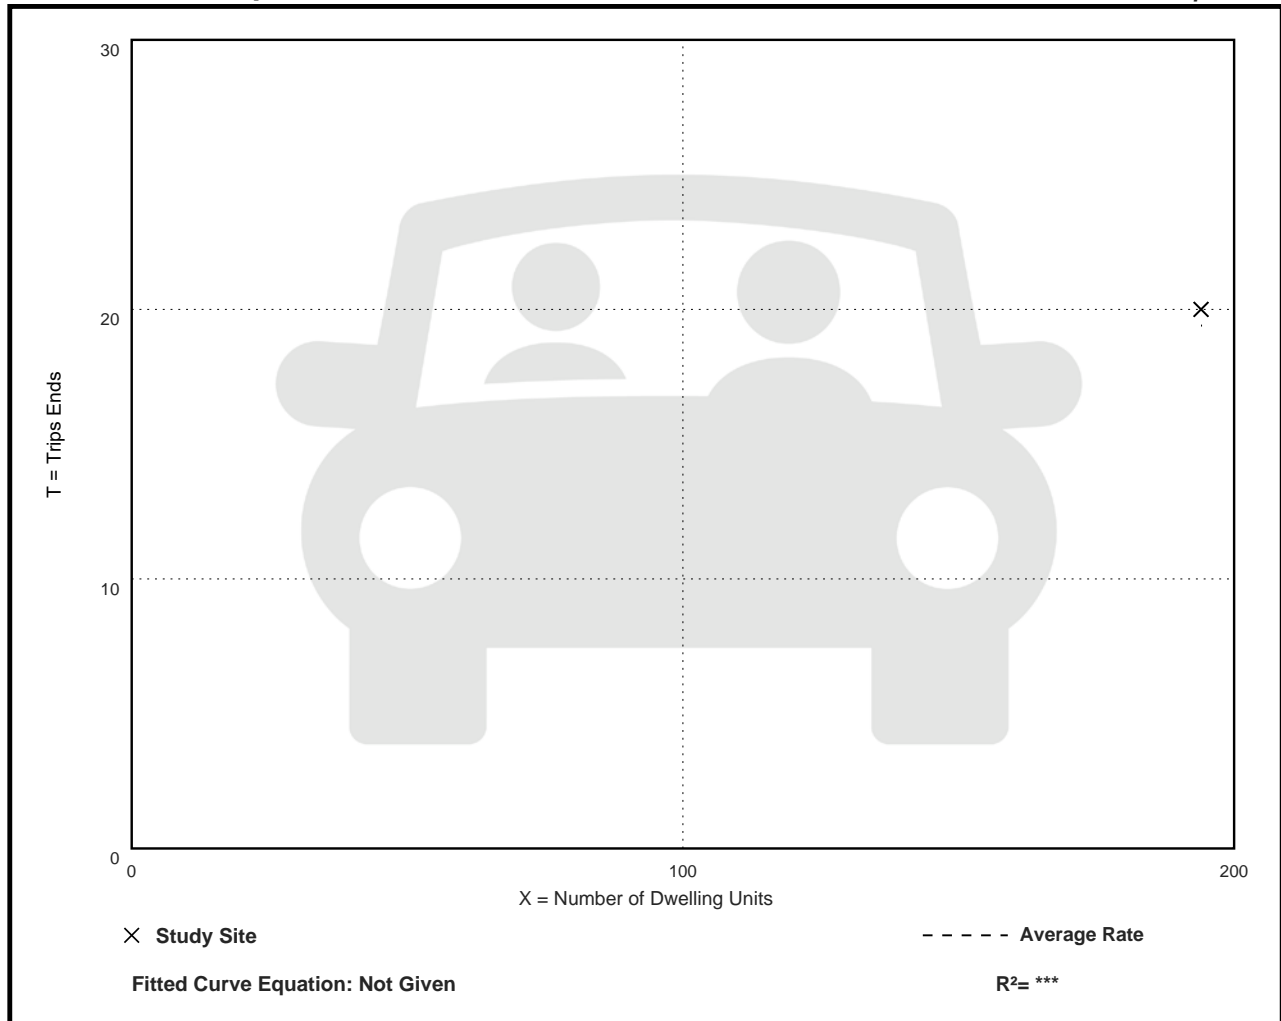 30
20
10
0
T = Trips Ends
0 100 200
X = Number of Dwelling Units
Study Site
Average Rate
Fitted Curve Equation: Not Given
R²= ***